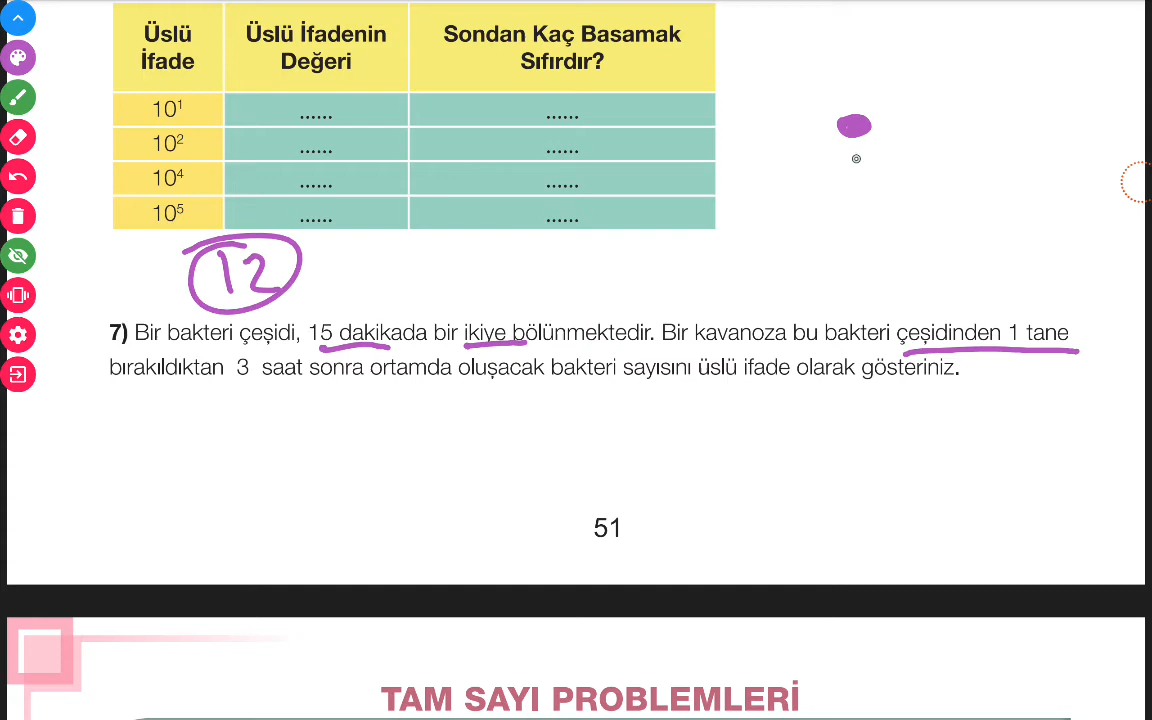 Üslü İfade
Üslü İfadenin Değeri
Sondan Kaç Basamak Sıfırdır?
10¹ ...... ......
10² ...... ......
10⁴ ...... ......
10⁵ ...... ......
12
7) Bir bakteri çeşidi, 15 dakikada bir ikiye bölünmektedir. Bir kavanoza bu bakteri çeşidinden 1 tane
bırakıldıktan 3 saat sonra ortamda oluşacak bakteri sayısını üslü ifade olarak gösteriniz.
51
TAM SAYI PROBLEMLERİ